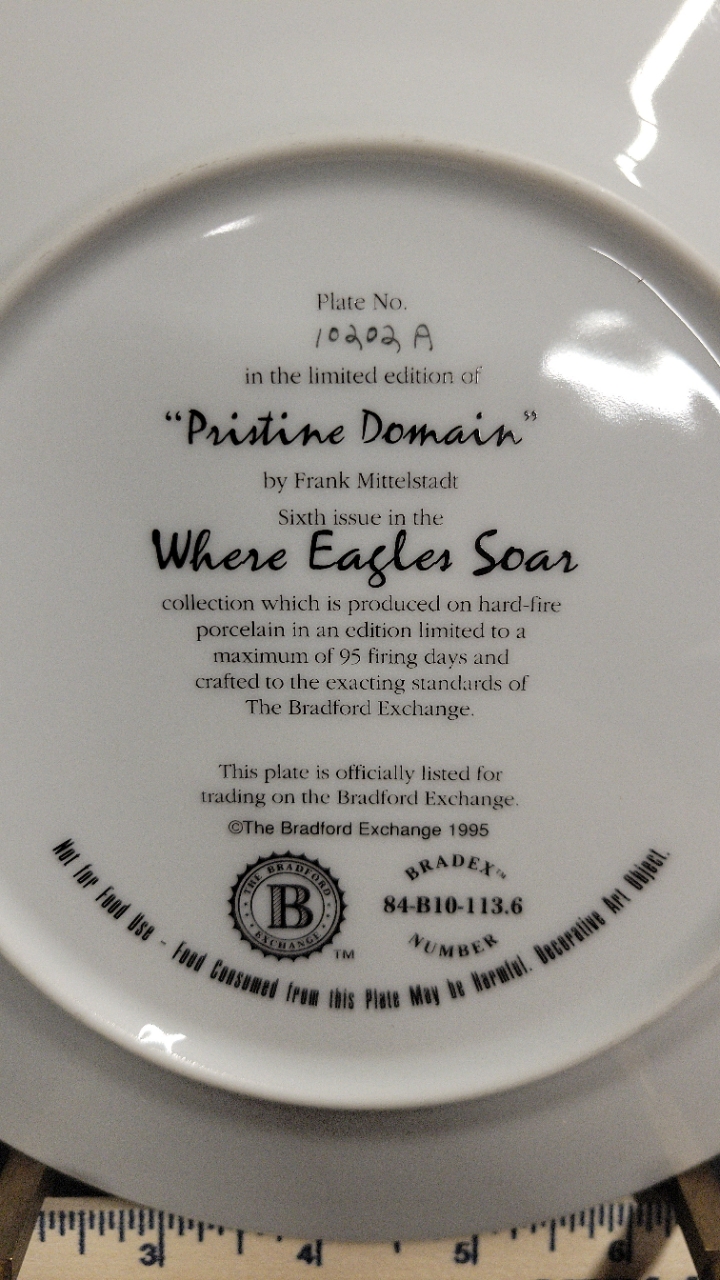 Plate No.
10202 A
in the limited edition of
“Pristine Domain”
by Frank Mittelstadt
Sixth issue in the
Where Eagles Soar
collection which is produced on hard-fire
porcelain in an edition limited to a
maximum of 95 firing days and
crafted to the exacting standards of
The Bradford Exchange.
This plate is officially listed for
trading on the Bradford Exchange.
©The Bradford Exchange 1995
THE BRADFORD
B
EXCHANGE
TM
BRADEX™
84-B10-113.6
NUMBER
Not for Food Use - Food Consumed from this Plate May be Harmful. Decorative Art Object.
3 4 5 6